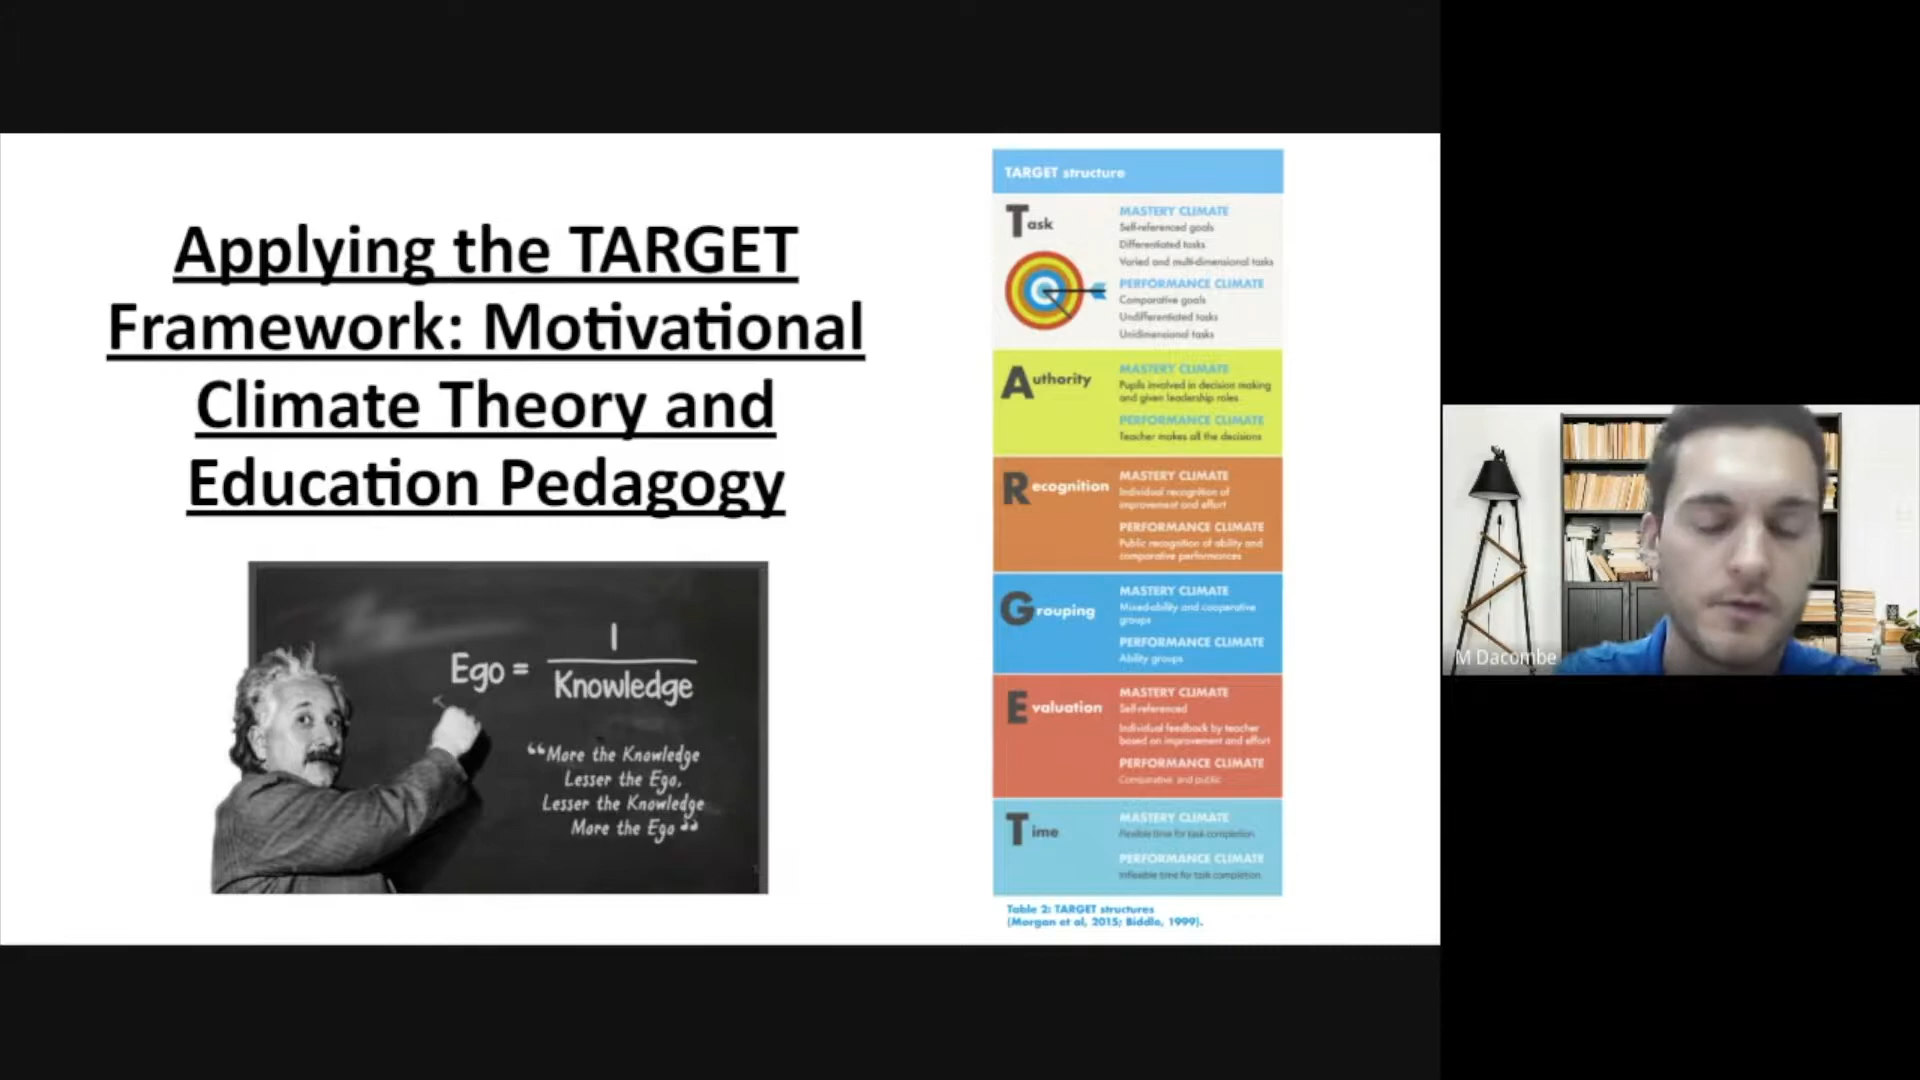 Applying the TARGET
Framework: Motivational
Climate Theory and
Education Pedagogy
Ego = 1
Knowledge
“More the Knowledge
Lesser the Ego,
Lesser the Knowledge
More the Ego”
TARGET structure
Task
MASTERY CLIMATE
Self-referenced goals
Differentiated tasks
Varied and multi-dimensional tasks
PERFORMANCE CLIMATE
Comparative goals
Undifferentiated tasks
Unidimensional tasks
Authority
MASTERY CLIMATE
Pupils involved in decision making
and given leadership roles
PERFORMANCE CLIMATE
Teacher makes all the decisions
Recognition
MASTERY CLIMATE
Individual recognition of
improvement and effort
PERFORMANCE CLIMATE
Public recognition of ability and
comparative performances
Grouping
MASTERY CLIMATE
Mixed-ability and cooperative
groups
PERFORMANCE CLIMATE
Ability groups
Evaluation
MASTERY CLIMATE
Self-referenced
Individual feedback by teacher
based on improvement and effort
PERFORMANCE CLIMATE
Comparative and public
Time
MASTERY CLIMATE
Flexible time for task completion
PERFORMANCE CLIMATE
Inflexible time for task completion
Table 2: TARGET structures
(Morgan et al, 2015; Biddle, 1999).
M Dacombe